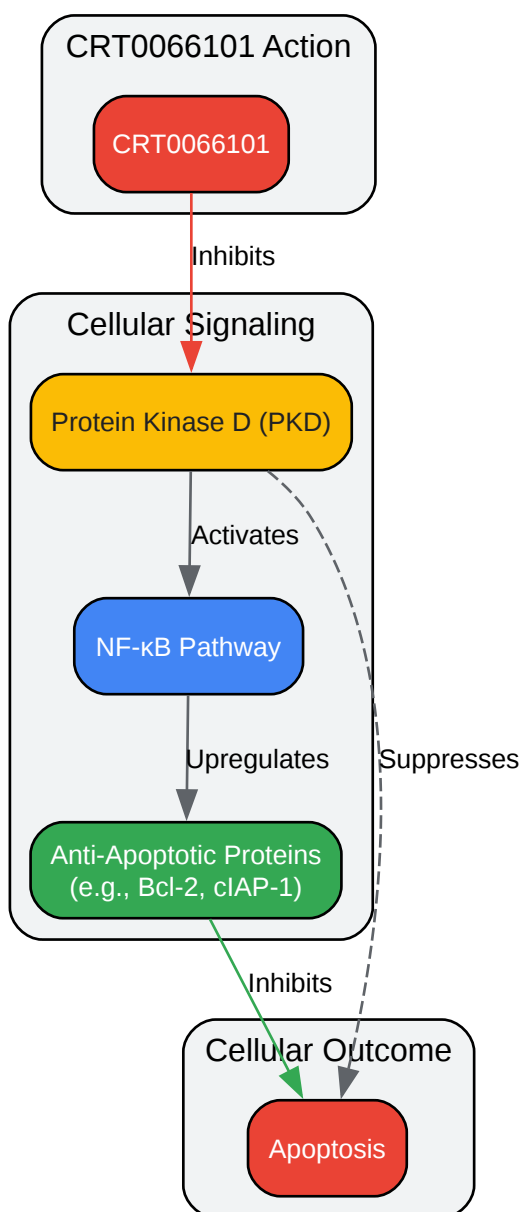 CRT0066101 Action
CRT0066101
Inhibits
Cellular Signaling
Protein Kinase D (PKD)
Activates
NF-κB Pathway
Upregulates
Suppresses
Anti-Apoptotic Proteins
(e.g., Bcl-2, cIAP-1)
Inhibits
Cellular Outcome
Apoptosis